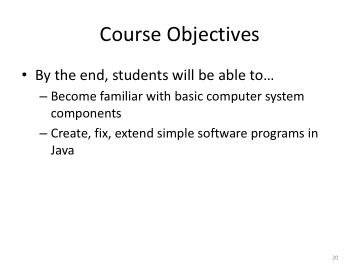 Course Objectives
• By the end, students will be able to…
– Become familiar with basic computer system
components
– Create, fix, extend simple software programs in
Java
20